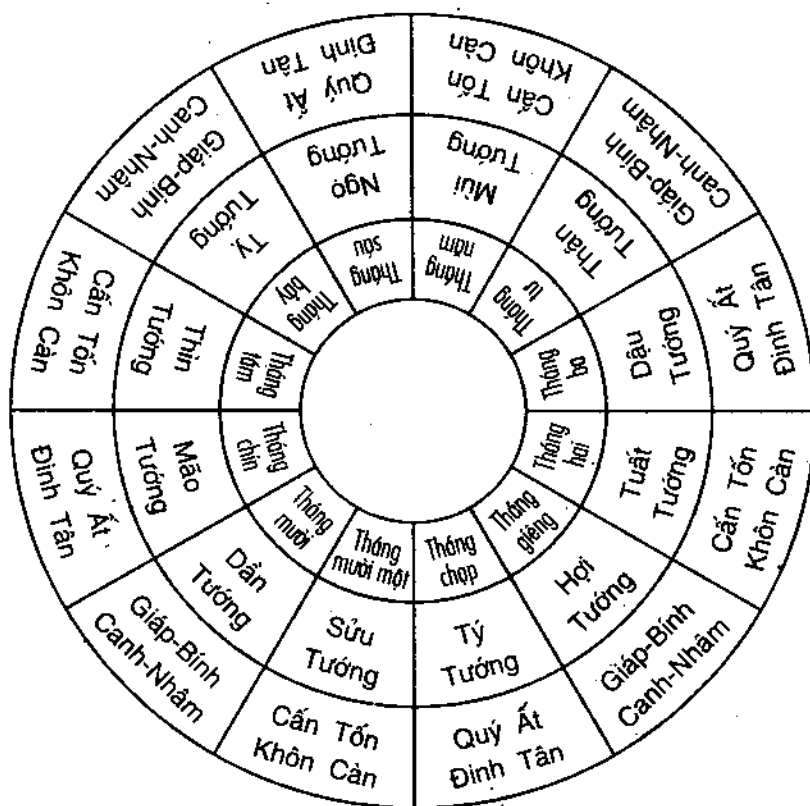 Cấn Tốn
Khôn Càn
Giáp-Bính
Canh-Nhâm
Quý Ất
Đinh Tân
Cấn Tốn
Khôn Càn
Giáp-Bính
Canh-Nhâm
Quý Ất
Đinh Tân
Cấn Tốn
Khôn Càn
Giáp-Bính
Canh-Nhâm
Quý Ất
Đinh Tân
Cấn Tốn
Khôn Càn
Giáp-Bính
Canh-Nhâm
Quý Ất
Đinh Tân
Mùi
Tướng
Thân
Tướng
Dậu
Tướng
Tuất
Tướng
Hợi
Tướng
Tý
Tướng
Sửu
Tướng
Dần
Tướng
Mão
Tướng
Thìn
Tướng
Tỵ
Tướng
Ngọ
Tướng
Tháng
năm
Tháng
tư
Tháng
ba
Tháng
hai
Tháng
giêng
Tháng
chạp
Tháng
mười một
Tháng
mười
Tháng
chín
Tháng
tám
Tháng
bẩy
Tháng
sáu